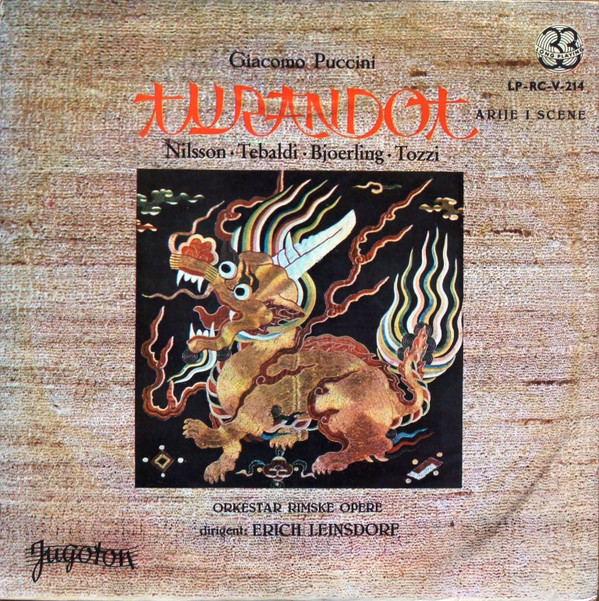 Giacomo Puccini
33
LP-RC-V-214
TURANDOT
ARIJE I SCENE
Nilsson · Tebaldi · Bjoerling · Tozzi
ORKESTAR RIMSKE OPERE
dirigent: ERICH LEINSDORF
Jugoton